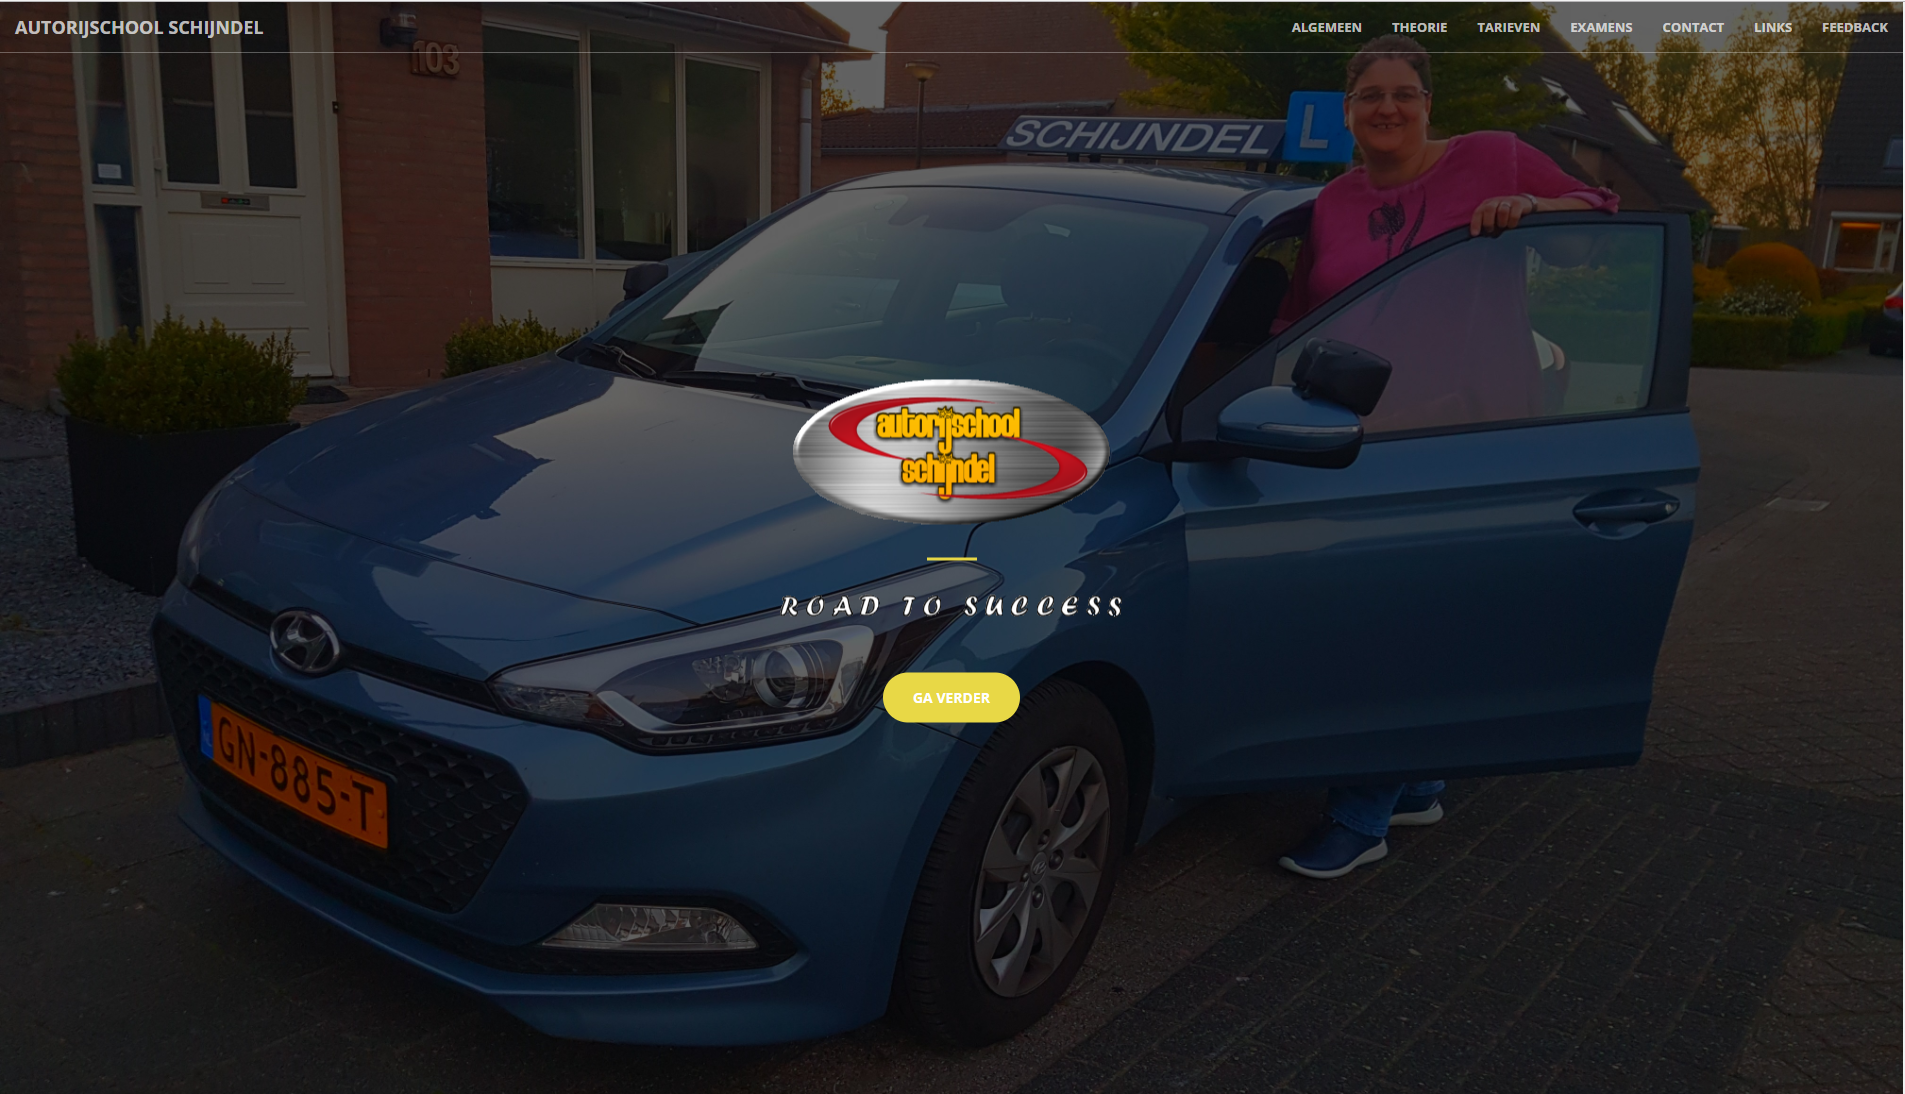 AUTORIJSCHOOL SCHIJNDEL
ALGEMEEN THEORIE TARIEVEN EXAMENS CONTACT LINKS FEEDBACK
103
SCHIJNDEL L
autorijschool
schijndel
ROAD TO SUCCESS
GA VERDER
GN-885-T